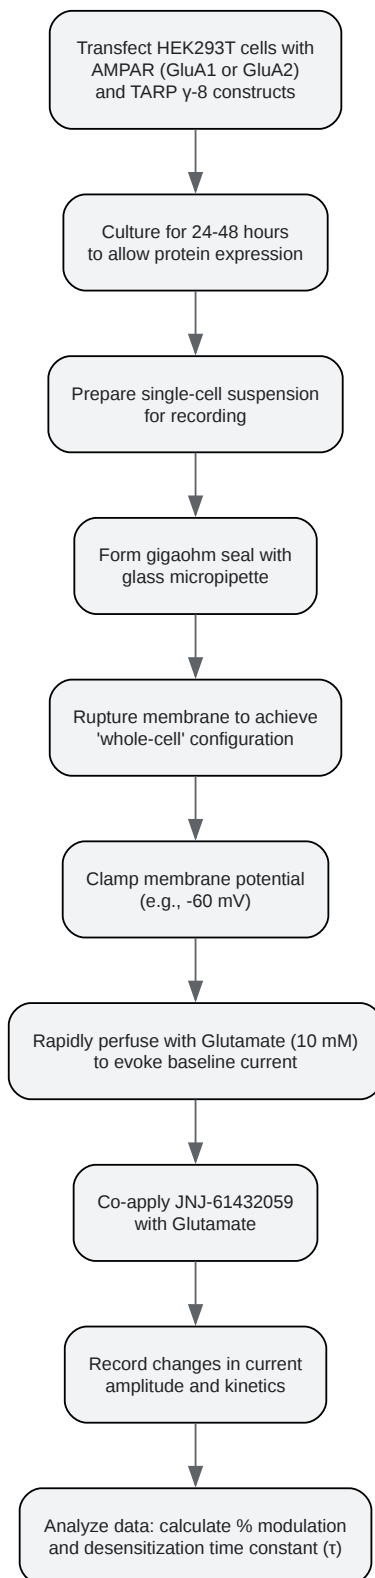 Transfect HEK293T cells with
AMPAR (GluA1 or GluA2)
and TARP γ-8 constructs
Culture for 24-48 hours
to allow protein expression
Prepare single-cell suspension
for recording
Form gigaohm seal with
glass micropipette
Rupture membrane to achieve
'whole-cell' configuration
Clamp membrane potential
(e.g., -60 mV)
Rapidly perfuse with Glutamate (10 mM)
to evoke baseline current
Co-apply JNJ-61432059
with Glutamate
Record changes in current
amplitude and kinetics
Analyze data: calculate % modulation
and desensitization time constant (τ)